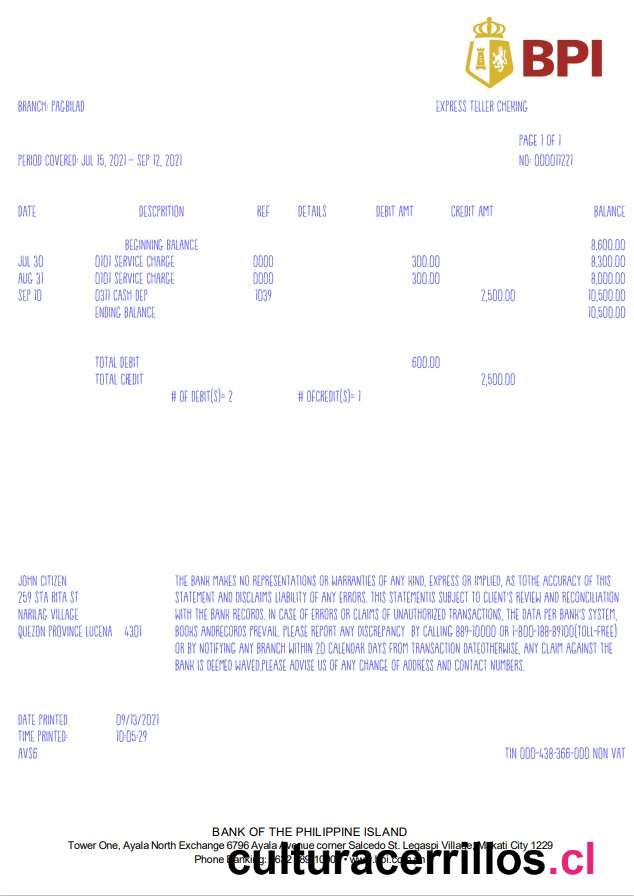 BPI
BRANCH: PAGBILAD EXPRESS TELLER CHEKING
PAGE 1 OF 1
PERIOD COVERED: JUL 15, 2021 – SEP 12, 2021 NO: 000011221
DATE DESCPRITION REF DETAILS DEBIT AMT CREDIT AMT BALANCE
BEGINNING BALANCE 8,600.00
JUL 30 0101 SERVICE CHARGE 0000 300.00 8,300.00
AUG 31 0101 SERVICE CHARGE 0000 300.00 8,000.00
SEP 10 0311 CASH DEP 1039 2,500.00 10,500.00
ENDING BALANCE 10,500.00
TOTAL DEBIT 600.00
TOTAL CREDIT 2,500.00
# OF DEBIT(S)= 2 # OFCREDIT(S)= 1
JOHN CITIZEN
259 STA RITA ST
NARILAG VILLAGE
QUEZON PROVINCE LUCENA 4301
THE BANK MAKES NO REPRESENTATIONS OR WARRANTIES OF ANY KIND, EXPRESS OR IMPLIED, AS TOTHE ACCURACY OF THIS
STATEMENT AND DISCLAIMS LIABILITY OF ANY ERRORS. THIS STATEMENTIS SUBJECT TO CLIENT'S REVIEW AND RECONCILIATION
WITH THE BANK RECORDS. IN CASE OF ERRORS OR CLAIMS OF UNAUTHORIZED TRANSACTIONS, THE DATA PER BANK'S SYSTEM,
BOOKS ANDRECORDS PREVAIL. PLEASE REPORT ANY DISCREPANCY BY CALLING 889-10000 OR 1-800-188-89100(TOLL-FREE)
OR BY NOTIFYING ANY BRANCH WITHIN 20 CALENDAR DAYS FROM TRANSACTION DATEOTHERWISE, ANY CLAIM AGAINST THE
BANK IS DEEMED WAVED.PLEASE ADVISE US OF ANY CHANGE OF ADDRESS AND CONTACT NUMBERS.
DATE PRINTED 09/13/2021
TIME PRINTED: 10:05:29
AVS6 TIN 000-438-366-000 NON VAT
BANK OF THE PHILIPPINE ISLAND
Tower One, Ayala North Exchange 6796 Ayala Avenue corner Salcedo St. Legaspi Village, Makati City 1229
Phone Banking: • www.bpi.com.ph
culturacerrillos.cl